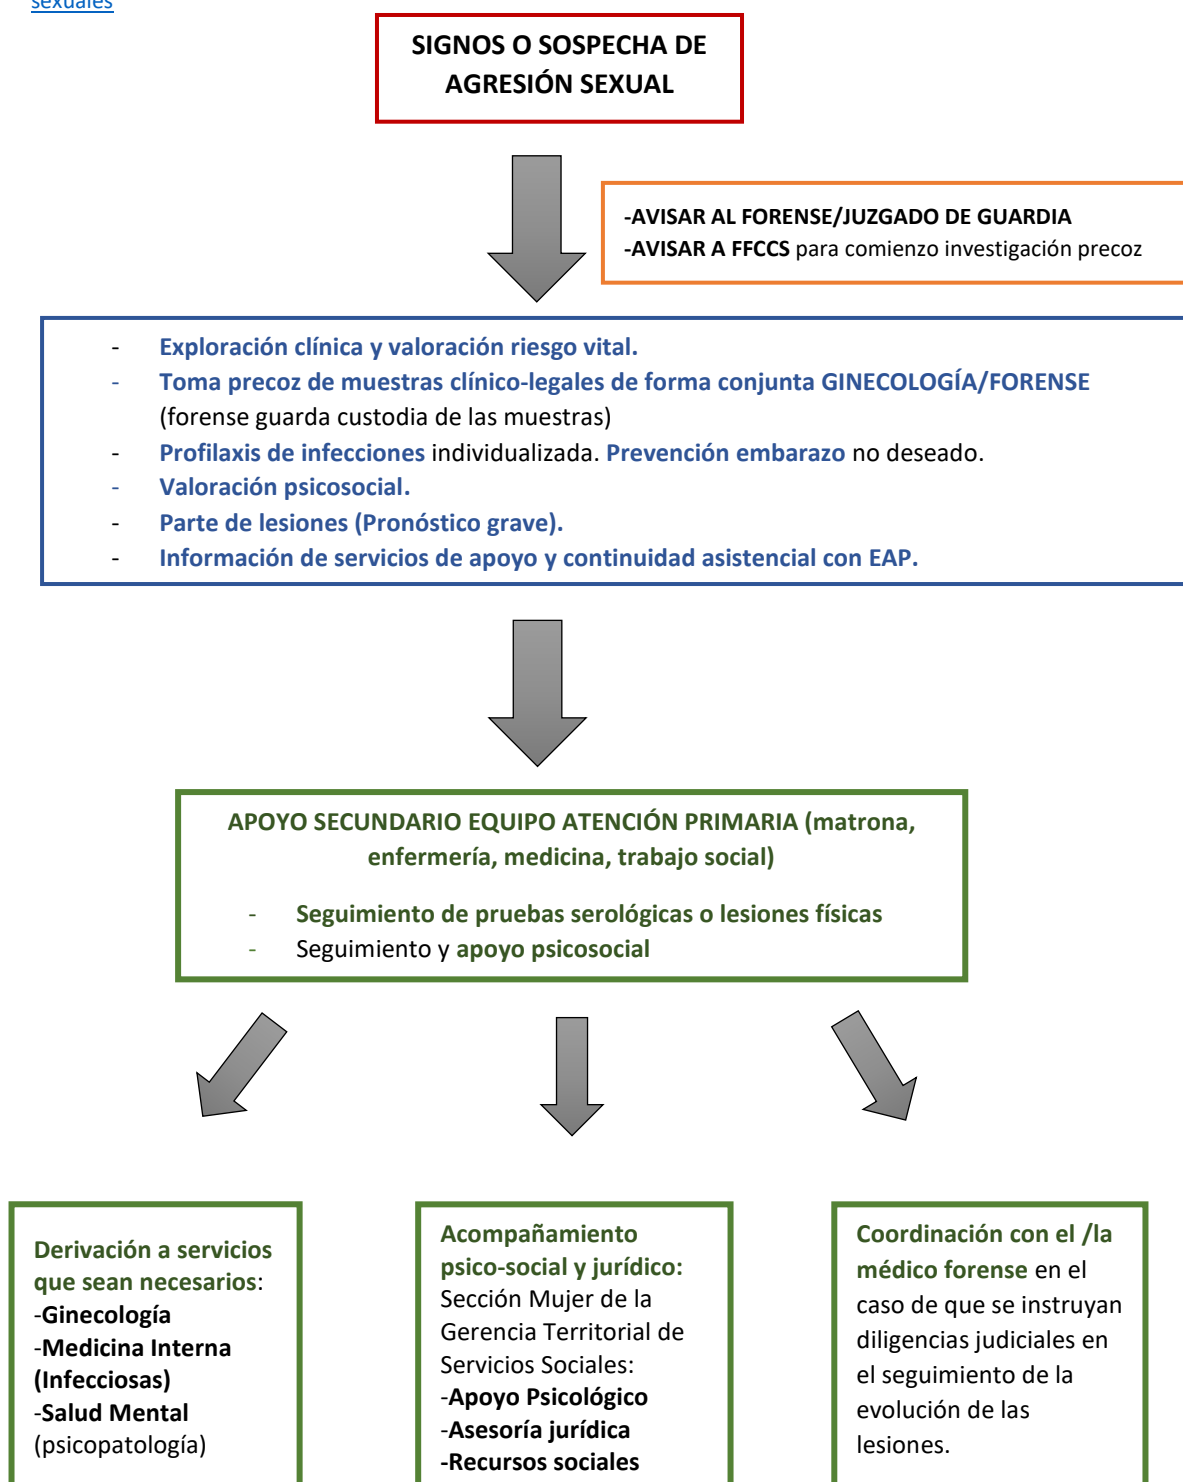 sexuales
SIGNOS O SOSPECHA DE
AGRESIÓN SEXUAL
-AVISAR AL FORENSE/JUZGADO DE GUARDIA
-AVISAR A FFCCS para comienzo investigación precoz
- Exploración clínica y valoración riesgo vital.
- Toma precoz de muestras clínico-legales de forma conjunta GINECOLOGÍA/FORENSE
(forense guarda custodia de las muestras)
- Profilaxis de infecciones individualizada. Prevención embarazo no deseado.
- Valoración psicosocial.
- Parte de lesiones (Pronóstico grave).
- Información de servicios de apoyo y continuidad asistencial con EAP.
APOYO SECUNDARIO EQUIPO ATENCIÓN PRIMARIA (matrona,
enfermería, medicina, trabajo social)
- Seguimiento de pruebas serológicas o lesiones físicas
- Seguimiento y apoyo psicosocial
Derivación a servicios
que sean necesarios:
-Ginecología
-Medicina Interna
(Infecciosas)
-Salud Mental
(psicopatología)
Acompañamiento
psico-social y jurídico:
Sección Mujer de la
Gerencia Territorial de
Servicios Sociales:
-Apoyo Psicológico
-Asesoría jurídica
-Recursos sociales
Coordinación con el /la
médico forense en el
caso de que se instruyan
diligencias judiciales en
el seguimiento de la
evolución de las
lesiones.